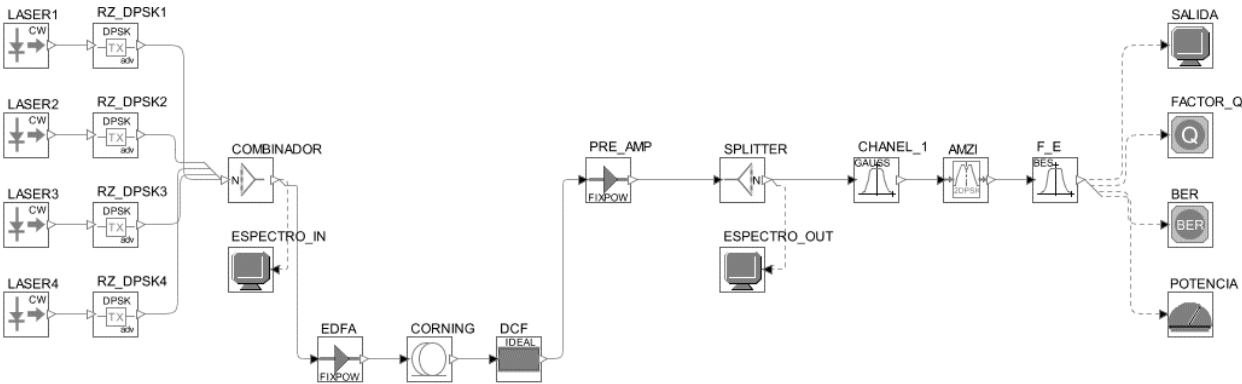 LASER1
CW
RZ_DPSK1
DPSK
TX
adv
LASER2
CW
RZ_DPSK2
DPSK
TX
adv
LASER3
CW
RZ_DPSK3
DPSK
TX
adv
LASER4
CW
RZ_DPSK4
DPSK
TX
adv
COMBINADOR
N
ESPECTRO_IN
EDFA
FIXPOW
CORNING
DCF
IDEAL
PRE_AMP
FIXPOW
SPLITTER
N
ESPECTRO_OUT
CHANEL_1
GAUSS
AMZI
2DPSK
F_E
BES
SALIDA
FACTOR_Q
Q
BER
BER
POTENCIA